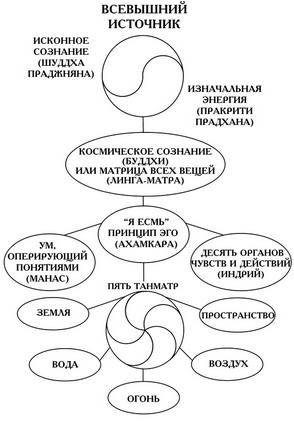 ВСЕВЫШНИЙ
ИСТОЧНИК
ИСКОННОЕ
СОЗНАНИЕ
(ШУДДХА
ПРАДЖНЯНА)
ИЗНАЧАЛЬНАЯ
ЭНЕРГИЯ
(ПРАКРИТИ
ПРАДХАНА)
КОСМИЧЕСКОЕ СОЗНАНИЕ
(БУДДХИ)
ИЛИ МАТРИЦА ВСЕХ ВЕЩЕЙ
(ЛИНГА-МАТРА)
“Я ЕСМЬ”
ПРИНЦИП ЭГО
(АХАМКАРА)
УМ,
ОПЕРИРУЮЩИЙ
ПОНЯТИЯМИ
(МАНАС)
ДЕСЯТЬ ОРГАНОВ
ЧУВСТВ И ДЕЙСТВИЙ
(ИНДРИЙ)
ПЯТЬ ТАНМАТР
ЗЕМЛЯ
ПРОСТРАНСТВО
ВОДА
ВОЗДУХ
ОГОНЬ